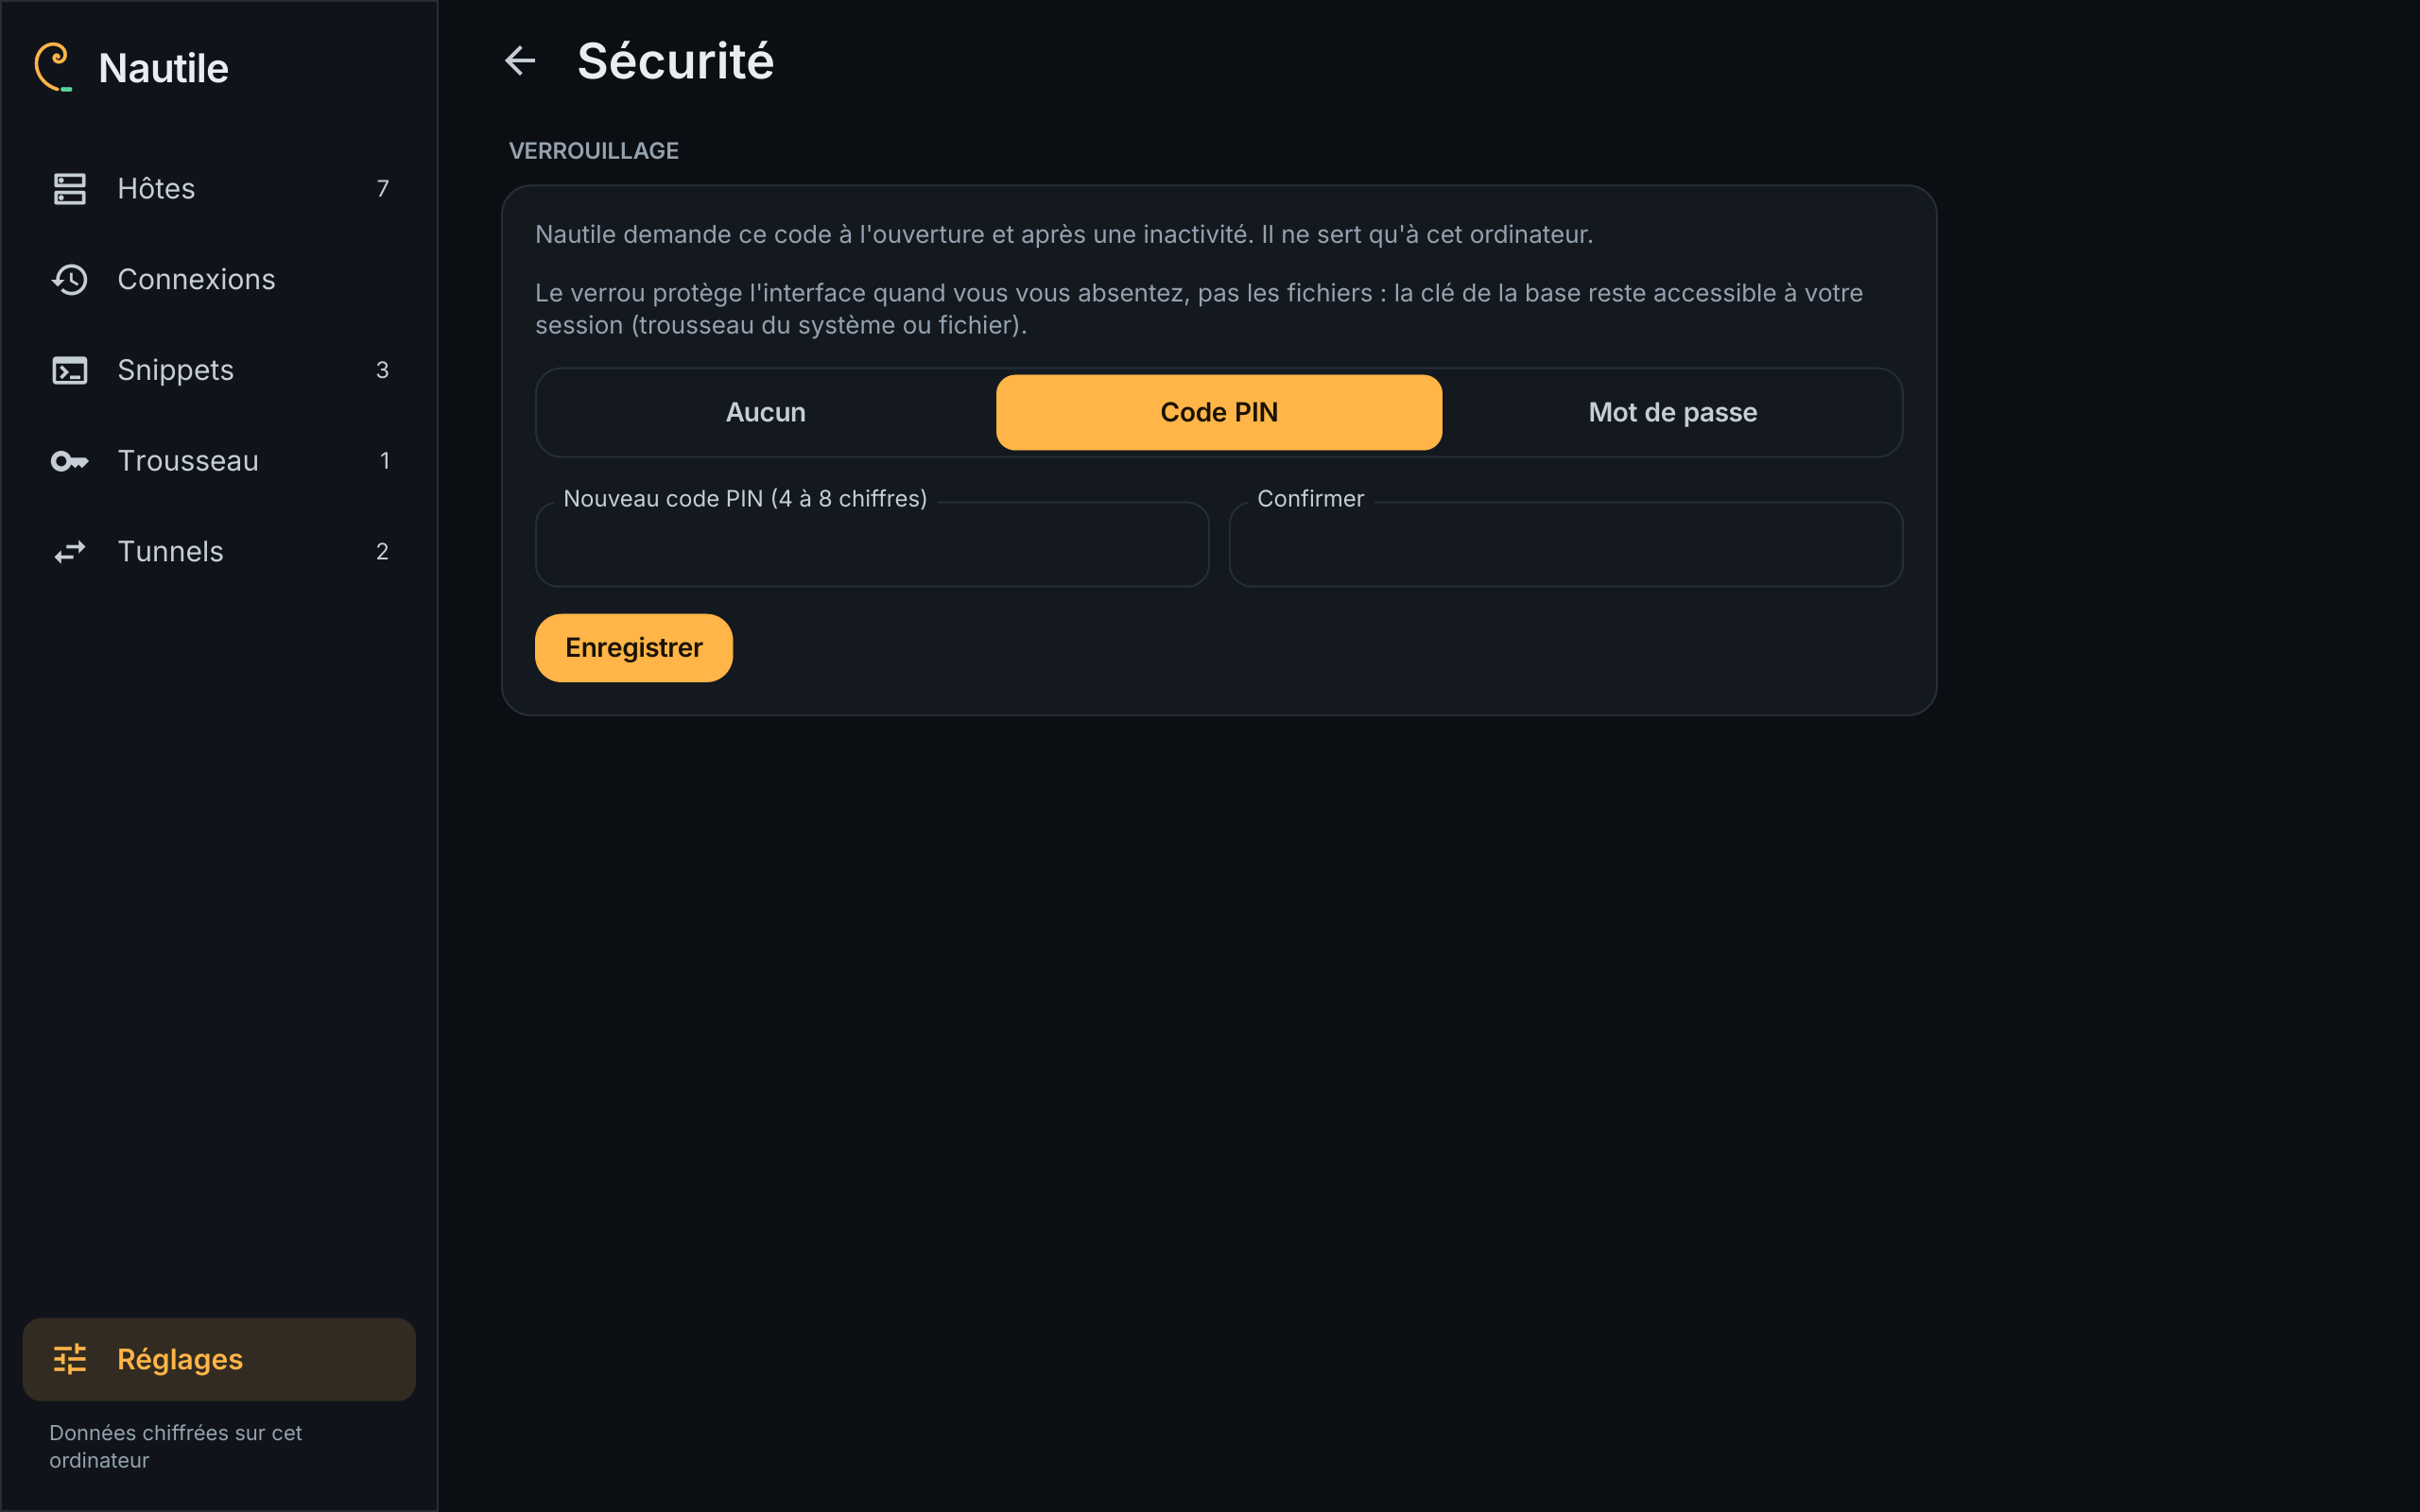 Nautile
Hôtes 7
Connexions
Snippets 3
Trousseau 1
Tunnels 2
Réglages
Données chiffrées sur cet
ordinateur
Sécurité
VERROUILLAGE
Nautile demande ce code à l'ouverture et après une inactivité. Il ne sert qu'à cet ordinateur.
Le verrou protège l'interface quand vous vous absentez, pas les fichiers : la clé de la base reste accessible à votre
session (trousseau du système ou fichier).
Aucun Code PIN Mot de passe
Nouveau code PIN (4 à 8 chiffres) Confirmer
Enregistrer